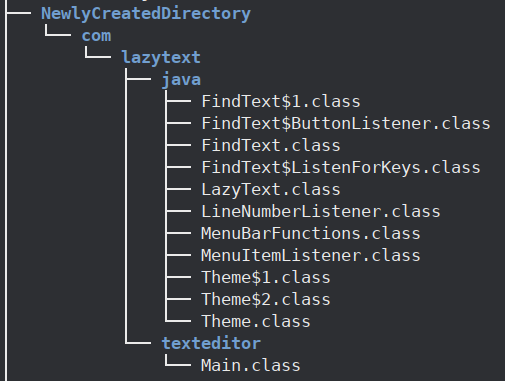 NewlyCreatedDirectory
com
lazytext
java
FindText$1.class
FindText$ButtonListener.class
FindText.class
FindText$ListenForKeys.class
LazyText.class
LineNumberListener.class
MenuBarFunctions.class
MenuItemListener.class
Theme$1.class
Theme$2.class
Theme.class
texteditor
Main.class